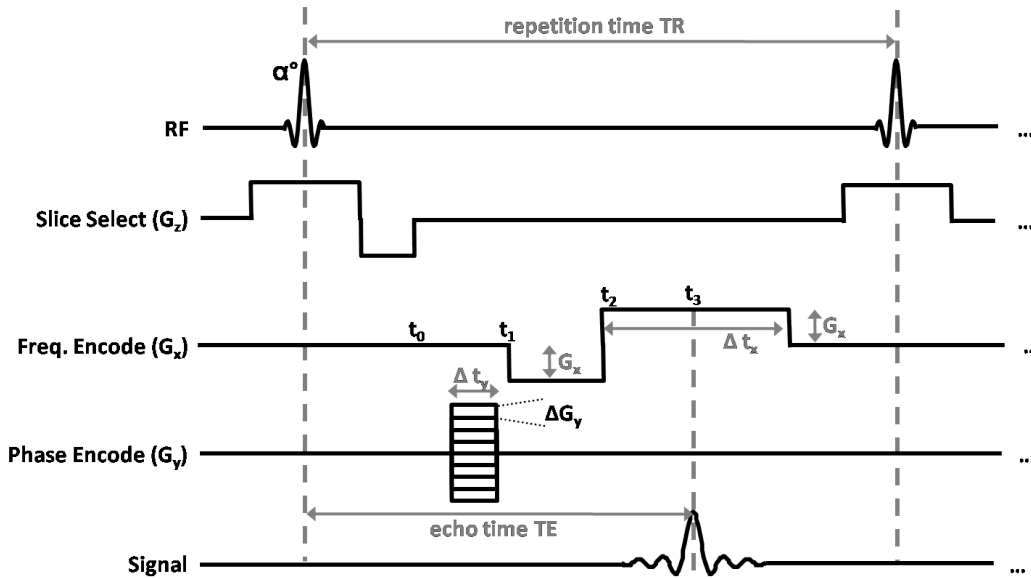 repetition time TR
α°
RF
...
Slice Select (Gz)
...
t0
t1
t2
t3
Freq. Encode (Gx)
Gx
Δ tx
Gx
...
Δ ty
ΔGy
Phase Encode (Gy)
...
echo time TE
Signal
...